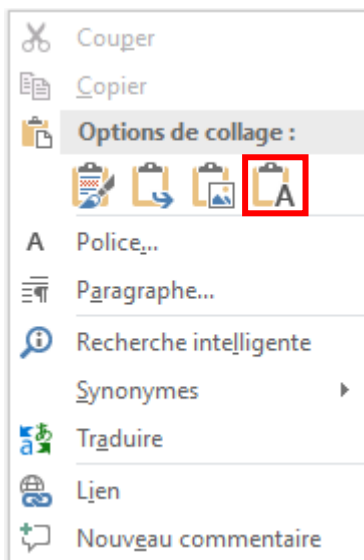 Couper
Copier
Options de collage :
A
A Police...
Paragraphe...
Recherche intelligente
Synonymes
Traduire
Lien
Nouveau commentaire